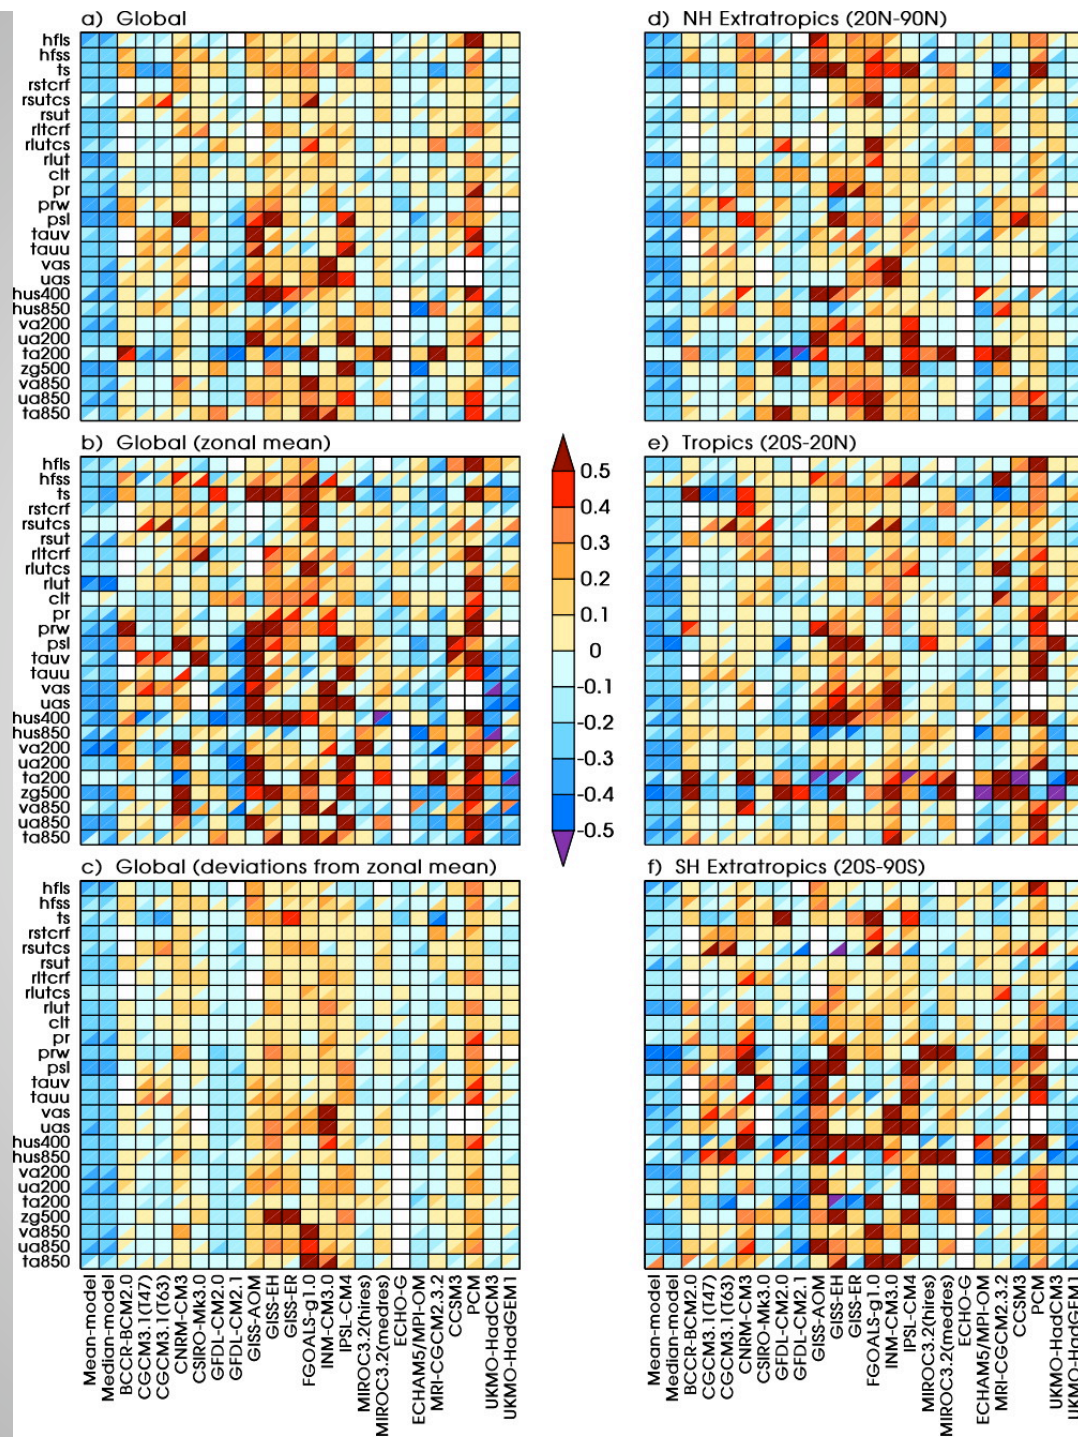 a) Global
hfls
hfss
ts
rstcrf
rsutcs
rsut
rltcrf
rlutcs
rlut
clt
pr
prw
psl
tauv
tauu
vas
uas
hus400
hus850
va200
ua200
ta200
zg500
va850
ua850
ta850
d) NH Extratropics (20N-90N)
b) Global (zonal mean)
hfls
hfss
ts
rstcrf
rsutcs
rsut
rltcrf
rlutcs
rlut
clt
pr
prw
psl
tauv
tauu
vas
uas
hus400
hus850
va200
ua200
ta200
zg500
va850
ua850
ta850
0.5
0.4
0.3
0.2
0.1
0
-0.1
-0.2
-0.3
-0.4
-0.5
e) Tropics (20S-20N)
c) Global (deviations from zonal mean)
hfls
hfss
ts
rstcrf
rsutcs
rsut
rltcrf
rlutcs
rlut
clt
pr
prw
psl
tauv
tauu
vas
uas
hus400
hus850
va200
ua200
ta200
zg500
va850
ua850
ta850
f) SH Extratropics (20S-90S)
Mean-model
Median-model
BCCR-BCM2.0
CGCM3.1(T47)
CGCM3.1(T63)
CNRM-CM3
CSIRO-Mk3.0
GFDL-CM2.0
GFDL-CM2.1
GISS-AOM
GISS-EH
GISS-ER
FGOALS-g1.0
INM-CM3.0
IPSL-CM4
MIROC3.2(hires)
MIROC3.2(medres)
ECHO-G
ECHAM5/MPI-OM
MRI-CGCM2.3.2
CCSM3
PCM
UKMO-HadCM3
UKMO-HadGEM1
Mean-model
Median-model
BCCR-BCM2.0
CGCM3.1(T47)
CGCM3.1(T63)
CNRM-CM3
CSIRO-Mk3.0
GFDL-CM2.0
GFDL-CM2.1
GISS-AOM
GISS-EH
GISS-ER
FGOALS-g1.0
INM-CM3.0
IPSL-CM4
MIROC3.2(hires)
MIROC3.2(medres)
ECHO-G
ECHAM5/MPI-OM
MRI-CGCM2.3.2
CCSM3
PCM
UKMO-HadCM3
UKMO-HadGEM1